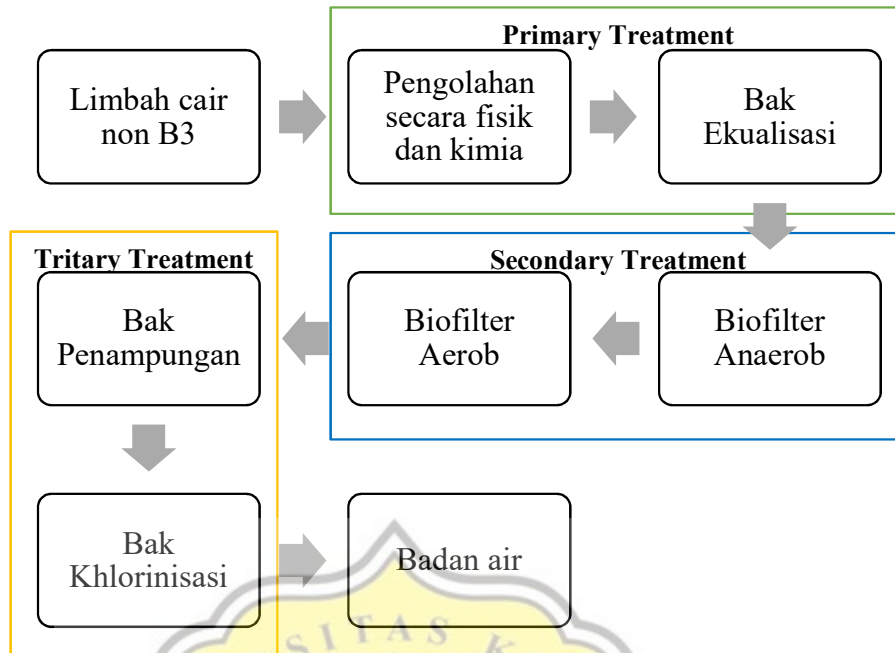 Primary Treatment
Limbah cair
non B3
Pengolahan
secara fisik
dan kimia
Bak
Ekualisasi
Tritary Treatment
Secondary Treatment
Bak
Penampungan
Biofilter
Aerob
Biofilter
Anaerob
Bak
Khlorinisasi
Badan air
SITAS K